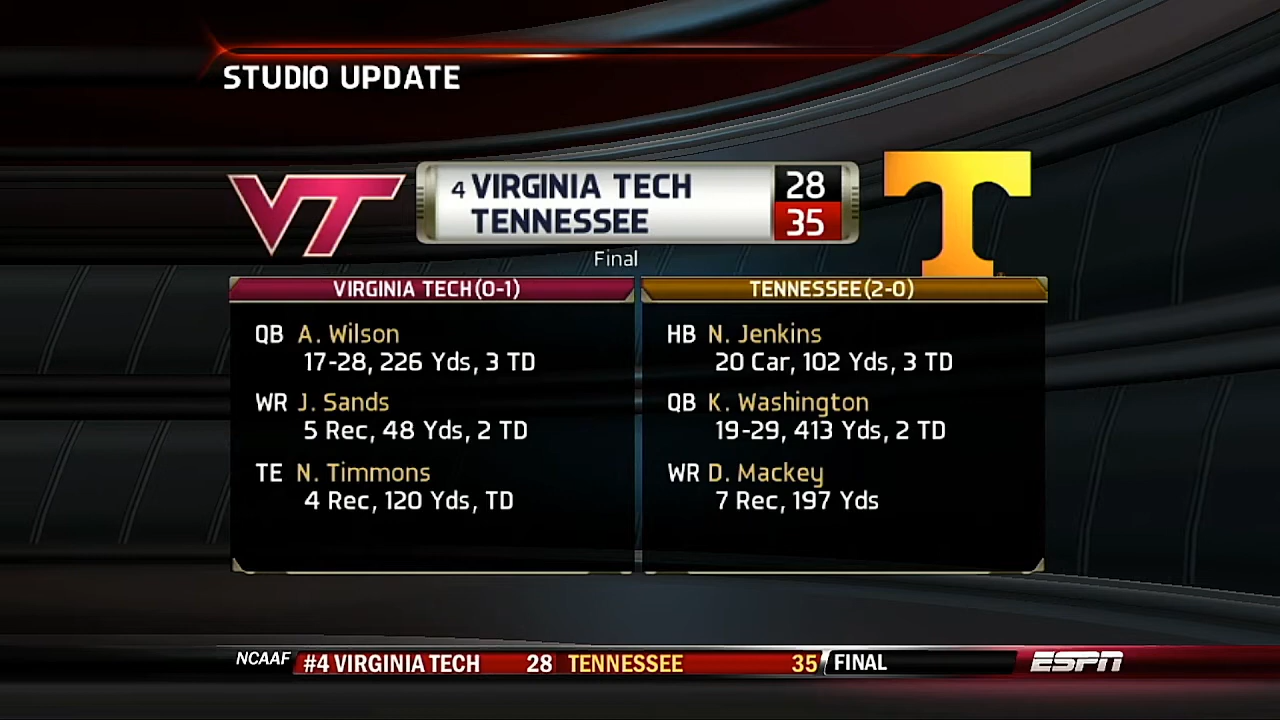 STUDIO UPDATE
VT
4 VIRGINIA TECH 28
TENNESSEE 35
T
Final
VIRGINIA TECH (0-1)
QB A. Wilson
17-28, 226 Yds, 3 TD
WR J. Sands
5 Rec, 48 Yds, 2 TD
TE N. Timmons
4 Rec, 120 Yds, TD
TENNESSEE (2-0)
HB N. Jenkins
20 Car, 102 Yds, 3 TD
QB K. Washington
19-29, 413 Yds, 2 TD
WR D. Mackey
7 Rec, 197 Yds
NCAAF #4 VIRGINIA TECH 28 TENNESSEE 35 FINAL ESPN